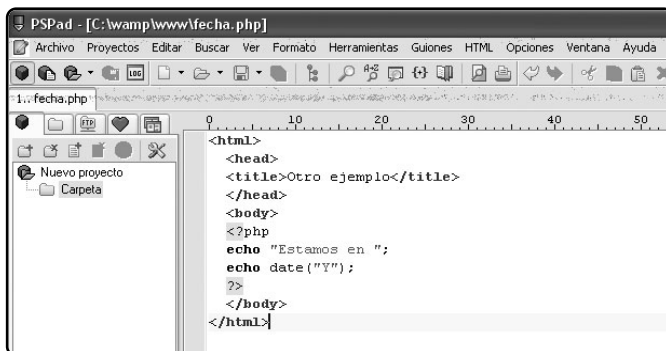 PSPad - [C:\wamp\www\fecha.php]
Archivo Proyectos Editar Buscar Ver Formato Herramientas Guiones HTML Opciones Ventana Ayuda
LOG
A→Z
1.. fecha.php
FTP
0 10 20 30 40 50
Nuevo proyecto
Carpeta
<html>
<head>
<title>Otro ejemplo</title>
</head>
<body>
<?php
echo "Estamos en ";
echo date("Y");
?>
</body>
</html>